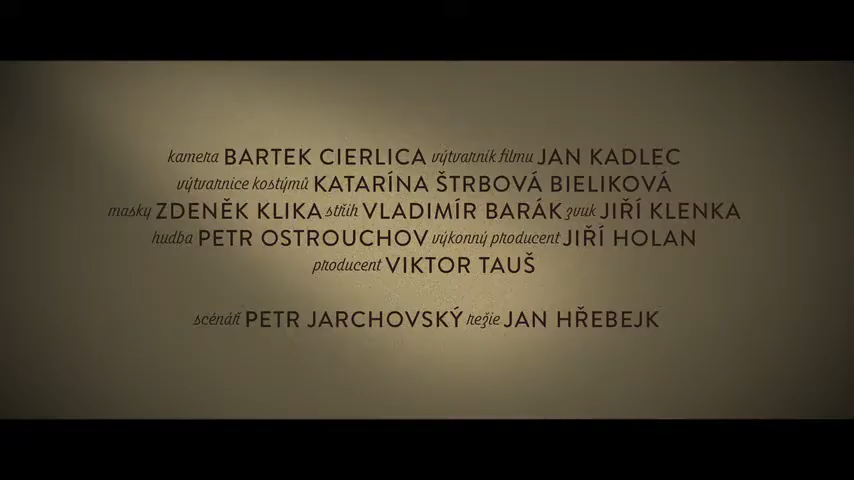 kamera BARTEK CIERLICA výtvarník filmu JAN KADLEC
výtvarnice kostýmů KATARÍNA ŠTRBOVÁ BIELIKOVÁ
masky ZDENĚK KLIKA střih VLADIMÍR BARÁK zvuk JIŘÍ KLENKA
hudba PETR OSTROUCHOV výkonný producent JIŘÍ HOLAN
producent VIKTOR TAUŠ
scénář PETR JARCHOVSKÝ režie JAN HŘEBEJK